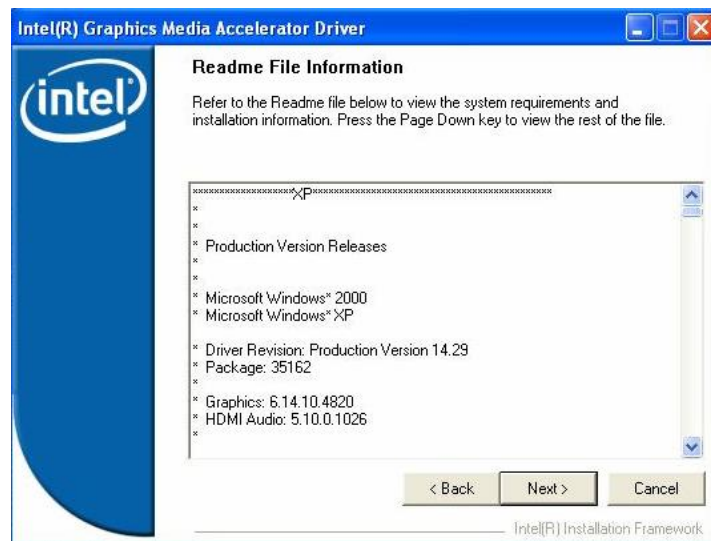 Intel(R) Graphics Media Accelerator Driver
intel
Readme File Information
Refer to the Readme file below to view the system requirements and
installation information. Press the Page Down key to view the rest of the file.
*******************XP*********************************************
*
*
* Production Version Releases
*
*
* Microsoft Windows* 2000
* Microsoft Windows* XP
*
* Driver Revision: Production Version 14.29
* Package: 35162
*
* Graphics: 6.14.10.4820
* HDMI Audio: 5.10.0.1026
*
< Back
Next >
Cancel
Intel(R) Installation Framework